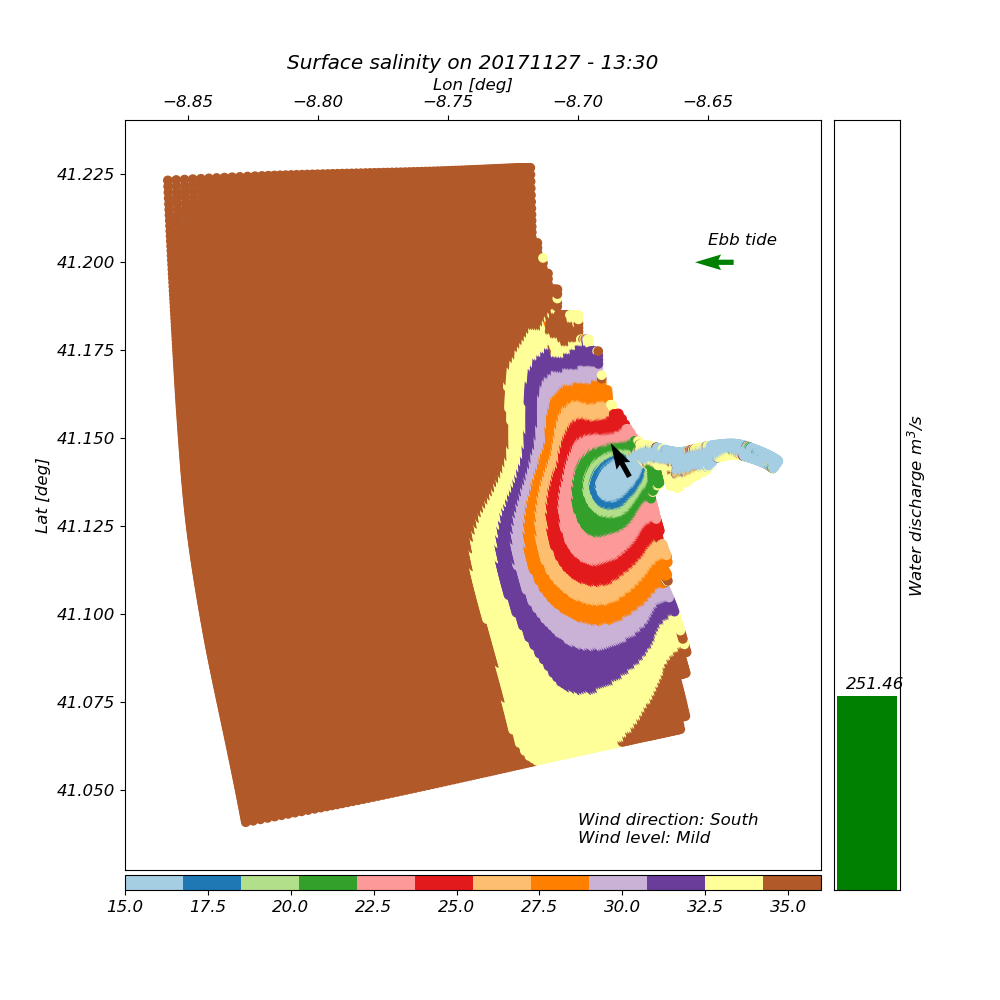 Surface salinity on 20171127 - 13:30
Lon [deg]
−8.85 −8.80 −8.75 −8.70 −8.65
41.225
41.200
41.175
41.150
41.125
41.100
41.075
41.050
Lat [deg]
Ebb tide
Wind direction: South
Wind level: Mild
15.0 17.5 20.0 22.5 25.0 27.5 30.0 32.5 35.0
251.46
Water discharge m³/s